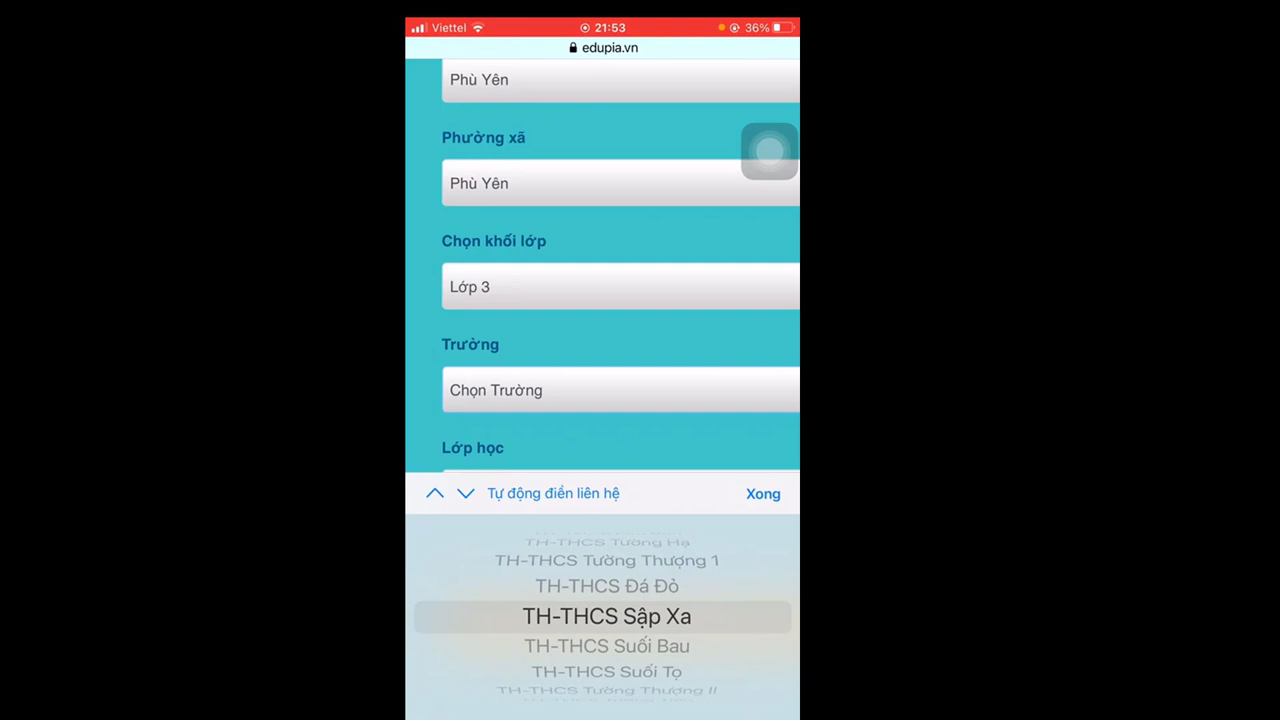 Viettel 21:53 36%
edupia.vn
Phù Yên
Phường xã
Phù Yên
Chọn khối lớp
Lớp 3
Trường
Chọn Trường
Lớp học
Tự động điền liên hệ Xong
TH-THCS Tường Hạ
TH-THCS Tường Thượng 1
TH-THCS Đá Đỏ
TH-THCS Sập Xa
TH-THCS Suối Bau
TH-THCS Suối Tọ
TH-THCS Tường Thượng II